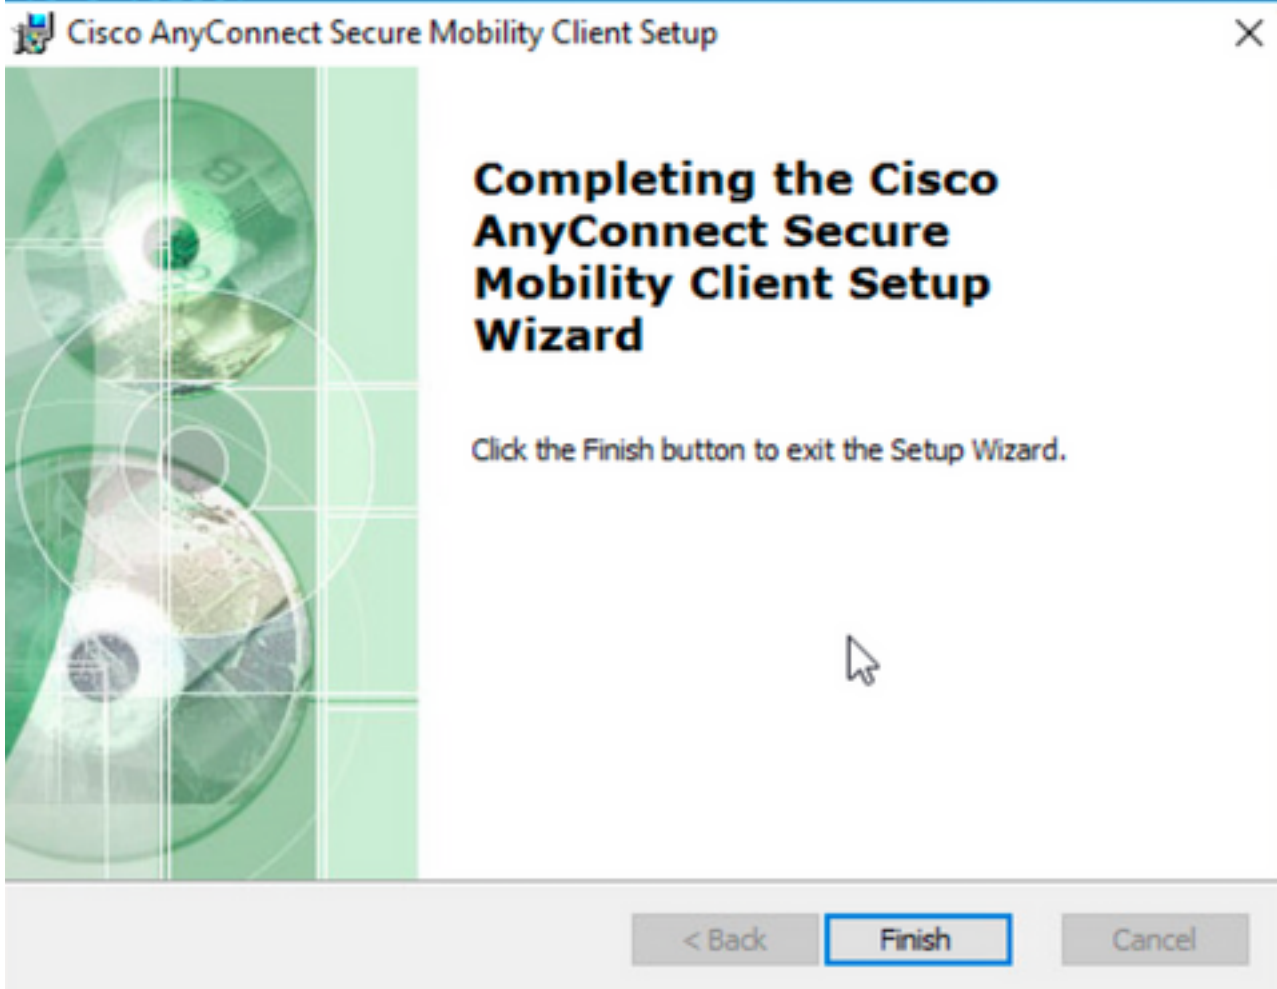 Cisco AnyConnect Secure Mobility Client Setup
Completing the Cisco
AnyConnect Secure
Mobility Client Setup
Wizard
Click the Finish button to exit the Setup Wizard.
< Back
Finish
Cancel